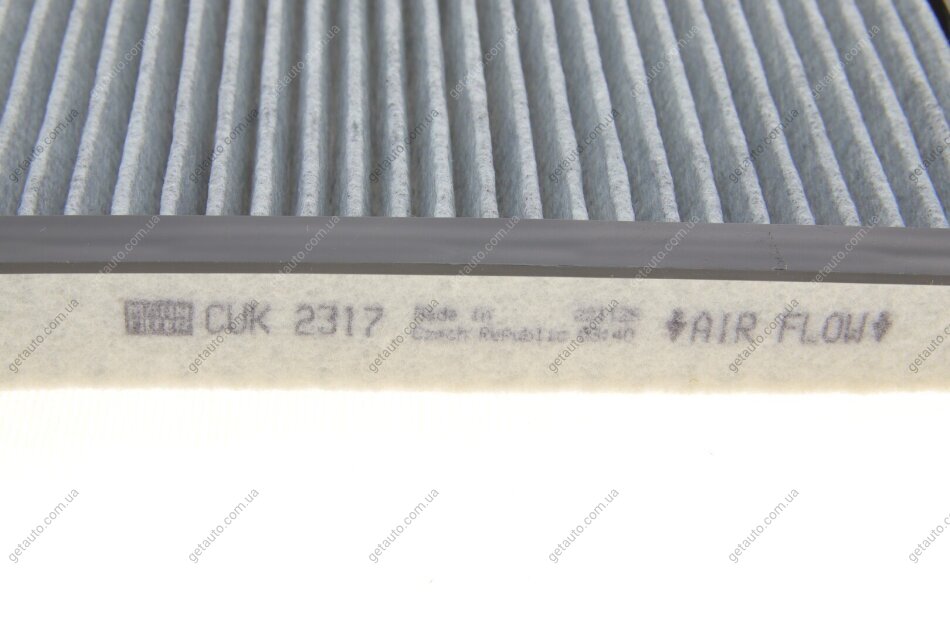 MANN
FILTER
CUK 2317
Made in
Czech Republic
AIR FLOW
getauto.com.ua